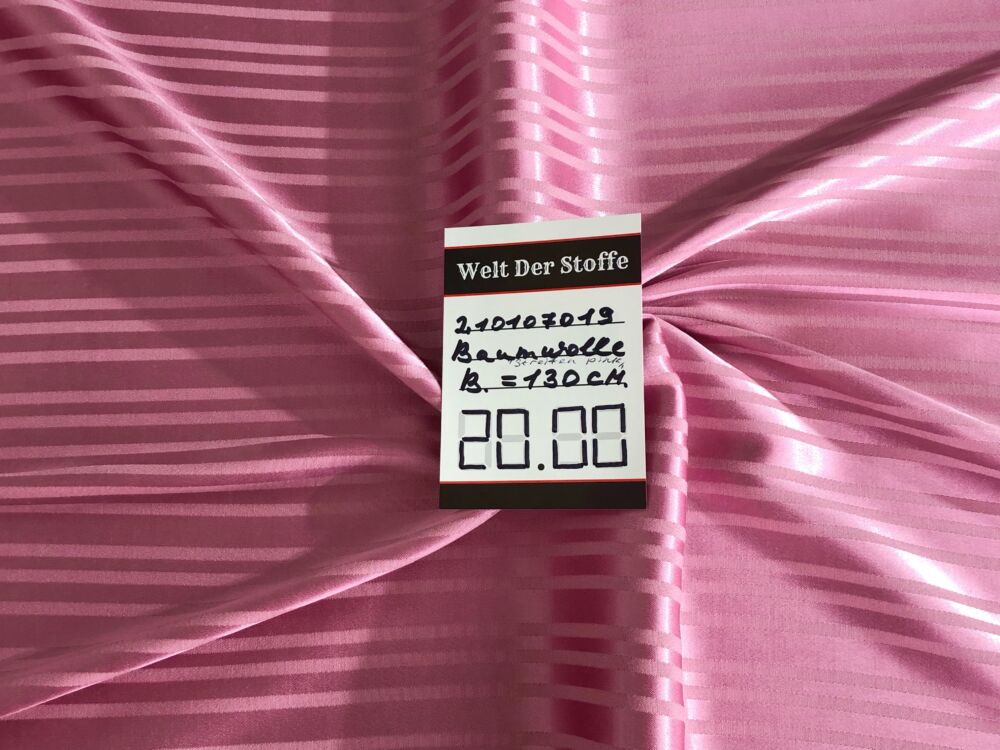 Welt Der Stoffe
210107019
Baumwolle
Streifen pink
B. = 130 CM
20.00